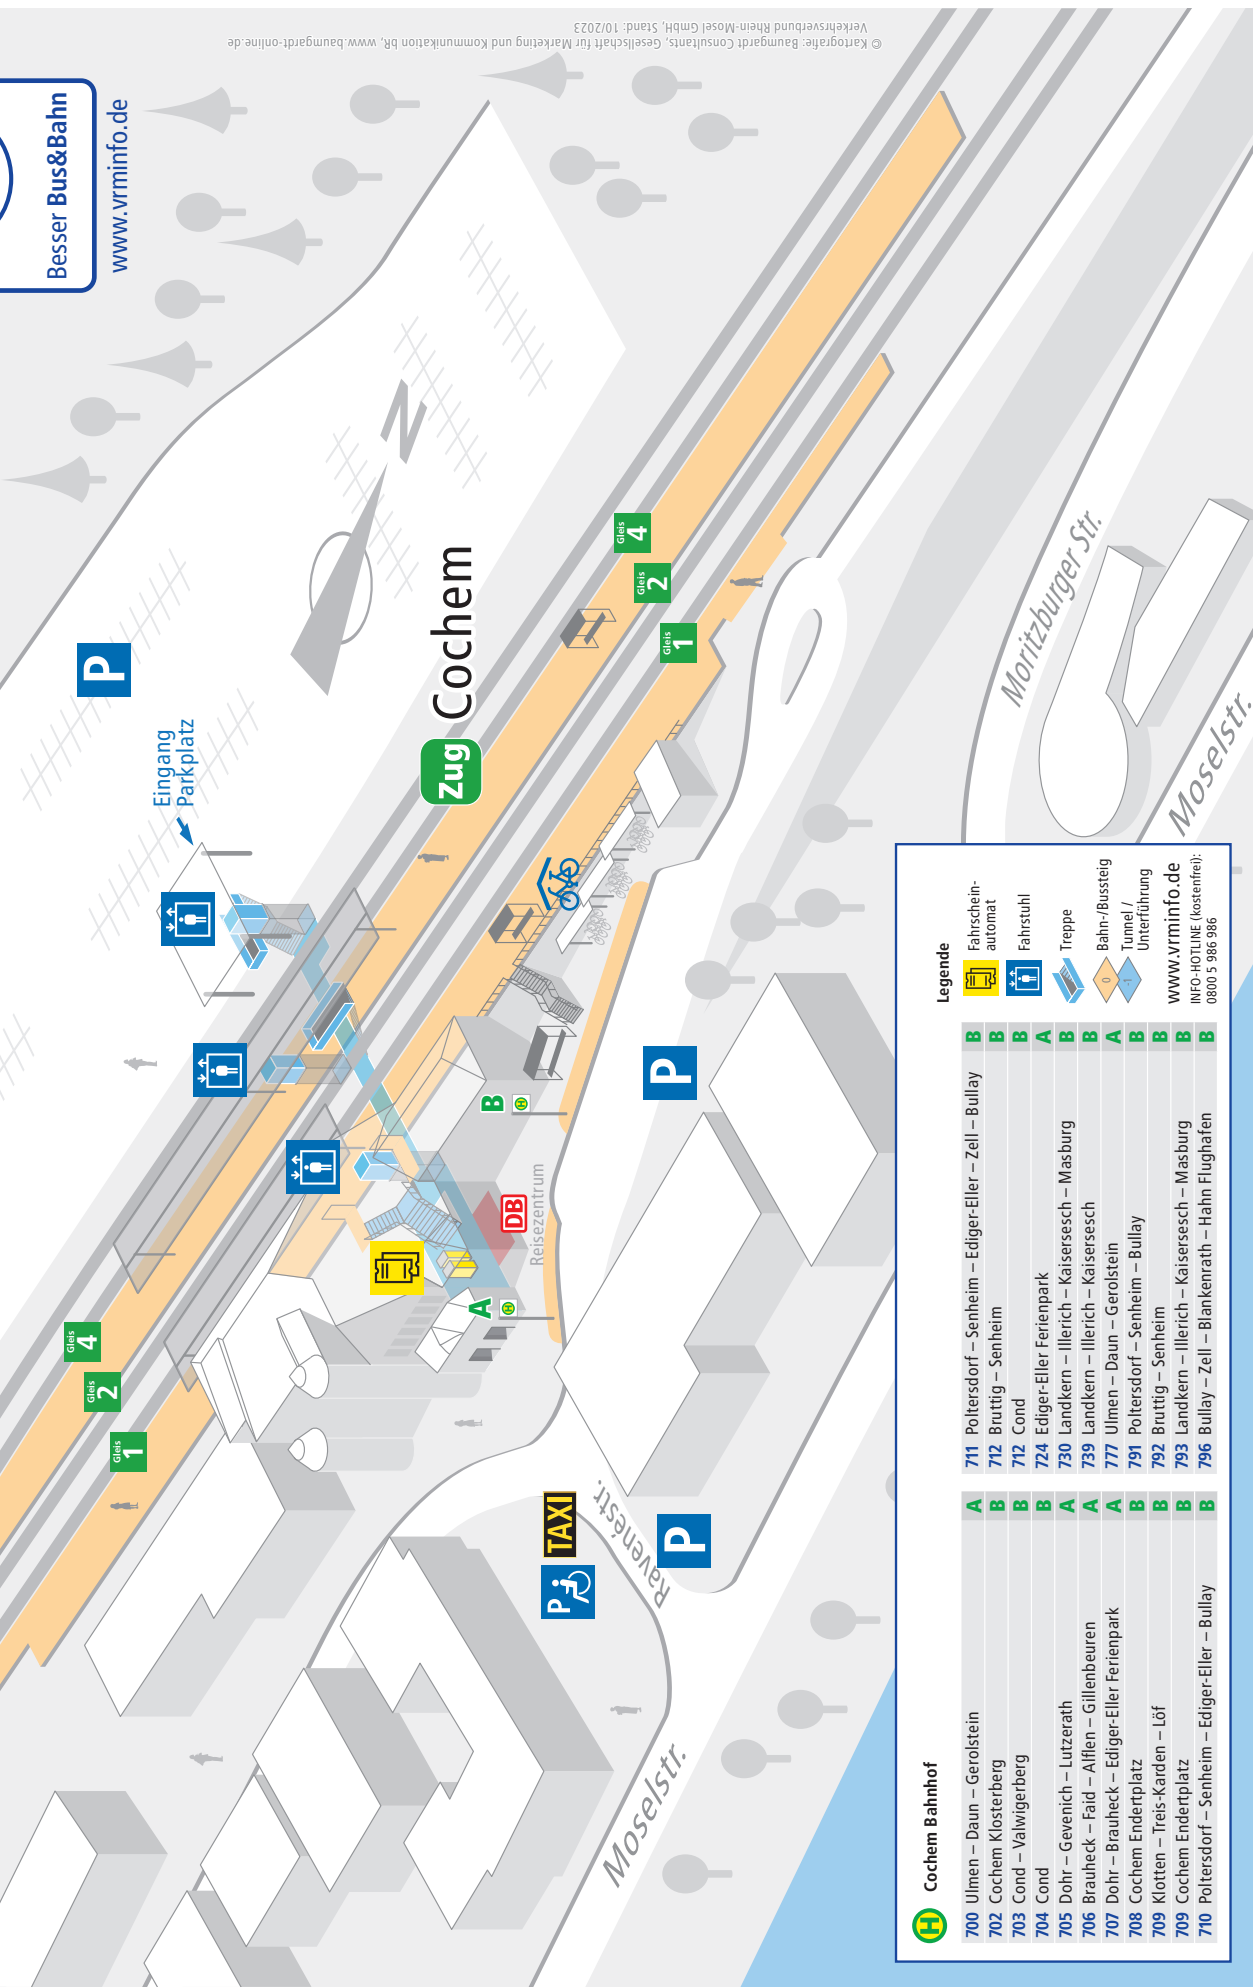 Besser Bus&Bahn
www.vrminfo.de
© Kartografie: Baumgardt Consultants, Gesellschaft für Marketing und Kommunikation bR, www.baumgardt-online.de
Verkehrsverbund Rhein-Mosel GmbH, Stand: 10/2023
P
Eingang
Parkplatz
Zug Cochem
Gleis
4
Gleis
2
Gleis
1
Gleis
4
Gleis
2
Gleis
1
B
H
A
H
DB
Reisezentrum
P
TAXI
P
P
Ravenéstr.
Moselstr.
Moritzburger Str.
Moselstr.
H Cochem Bahnhof
700 Ulmen – Daun – Gerolstein A
702 Cochem Klosterberg B
703 Cond – Valwigerberg B
704 Cond B
705 Dohr – Gevenich – Lutzerath A
706 Brauheck – Faid – Alflen – Gillenbeuren A
707 Dohr – Brauheck – Ediger-Eller Ferienpark A
708 Cochem Endertplatz B
709 Klotten – Treis-Karden – Löf B
709 Cochem Endertplatz B
710 Poltersdorf – Senheim – Ediger-Eller – Bullay B
711 Poltersdorf – Senheim – Ediger-Eller – Zell – Bullay B
712 Bruttig – Senheim B
712 Cond B
724 Ediger-Eller Ferienpark A
730 Landkern – Illerich – Kaisersesch – Masburg B
739 Landkern – Illerich – Kaisersesch B
777 Ulmen – Daun – Gerolstein A
791 Poltersdorf – Senheim – Bullay B
792 Bruttig – Senheim B
793 Landkern – Illerich – Kaisersesch – Masburg B
796 Bullay – Zell – Blankenrath – Hahn Flughafen B
Legende
Fahrschein-
automat
Fahrstuhl
Treppe
0 Bahn-/Bussteig
-1 Tunnel /
Unterführung
www.vrminfo.de
INFO-HOTLINE (kostenfrei):
0800 5 986 986